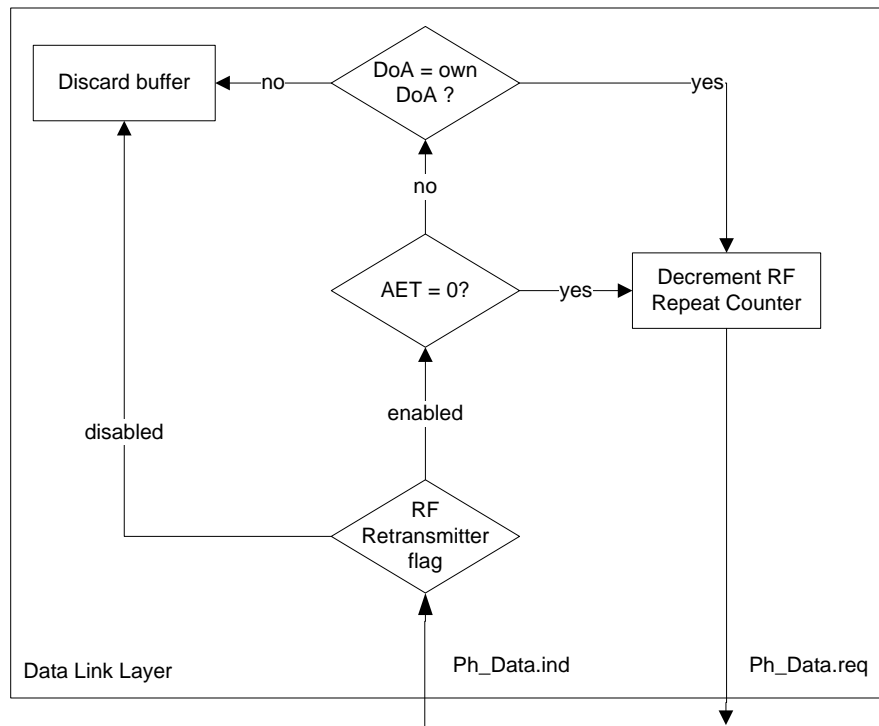 Discard buffer
no
DoA = own
DoA ?
yes
no
AET = 0?
yes
Decrement RF
Repeat Counter
disabled
enabled
RF
Retransmitter
flag
Data Link Layer
Ph_Data.ind
Ph_Data.req